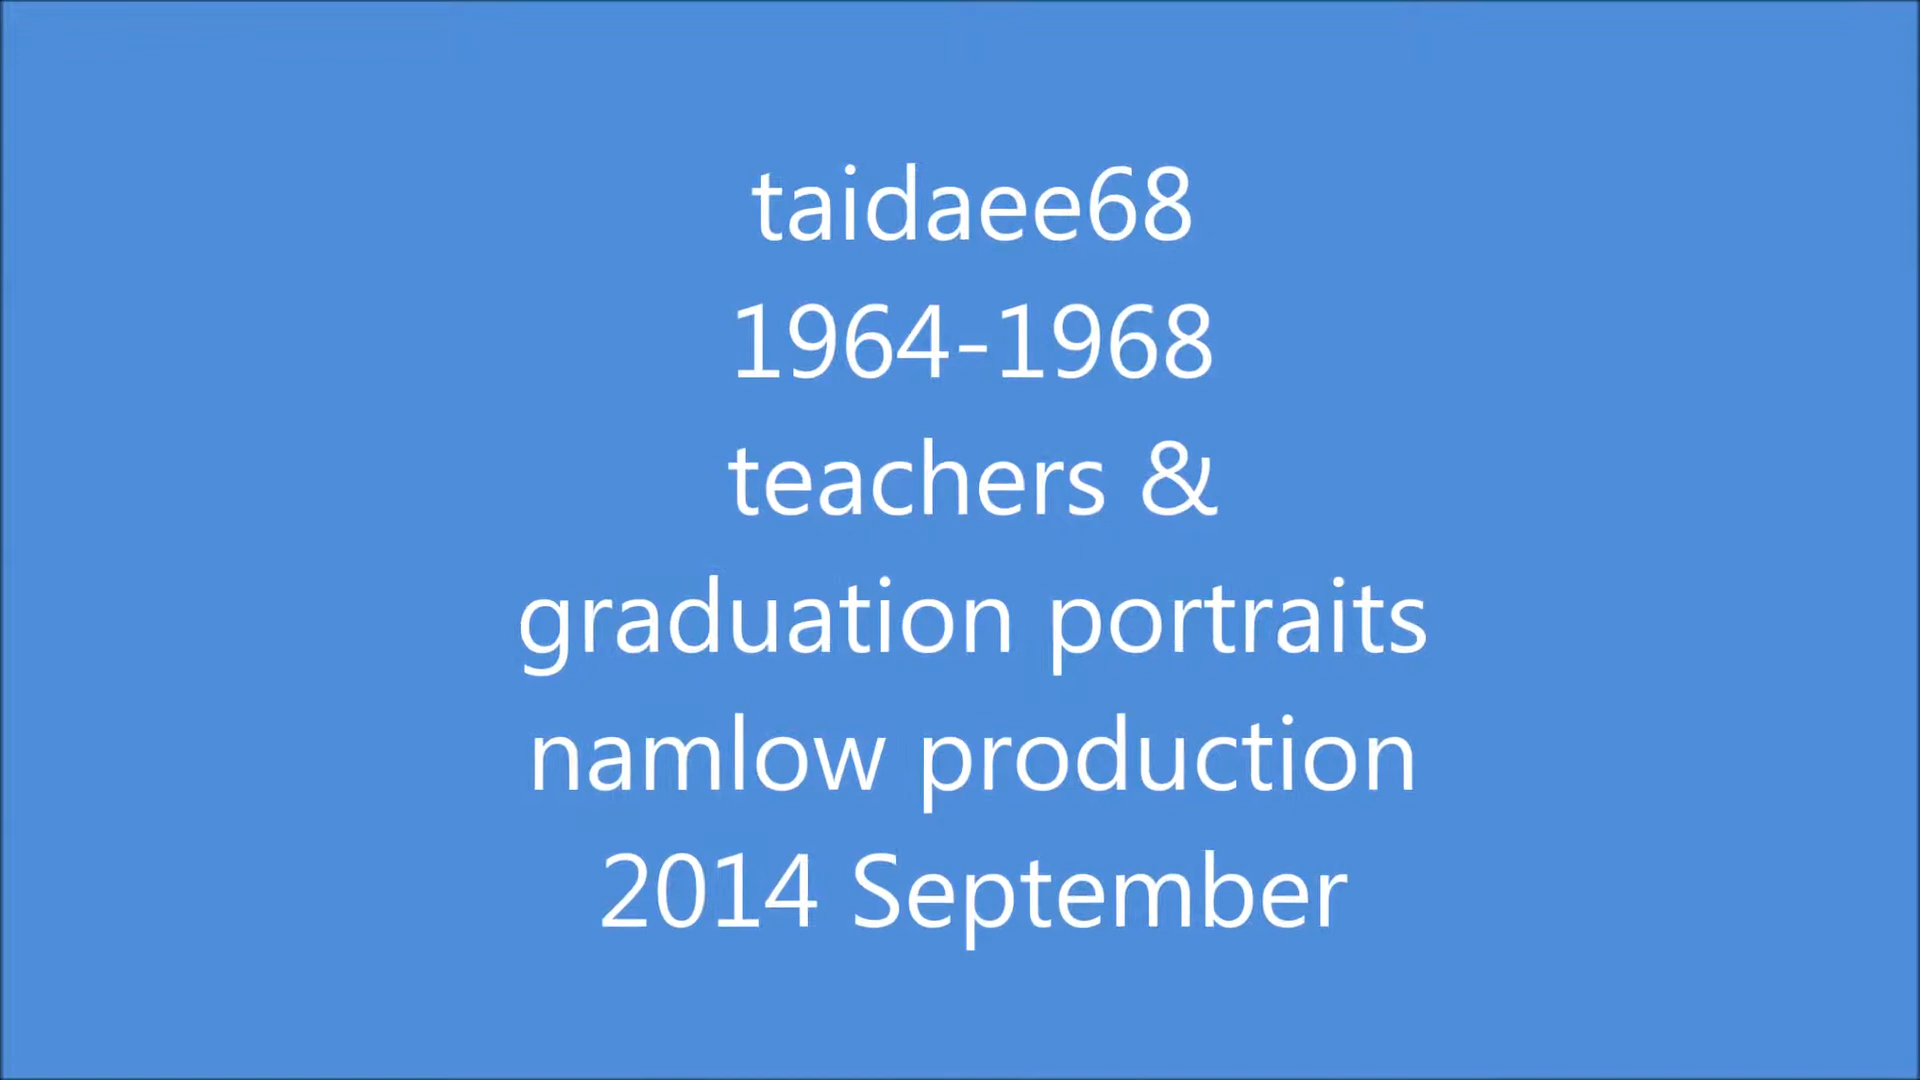 taidaee68
1964-1968
teachers &
graduation portraits
namlow production
2014 September